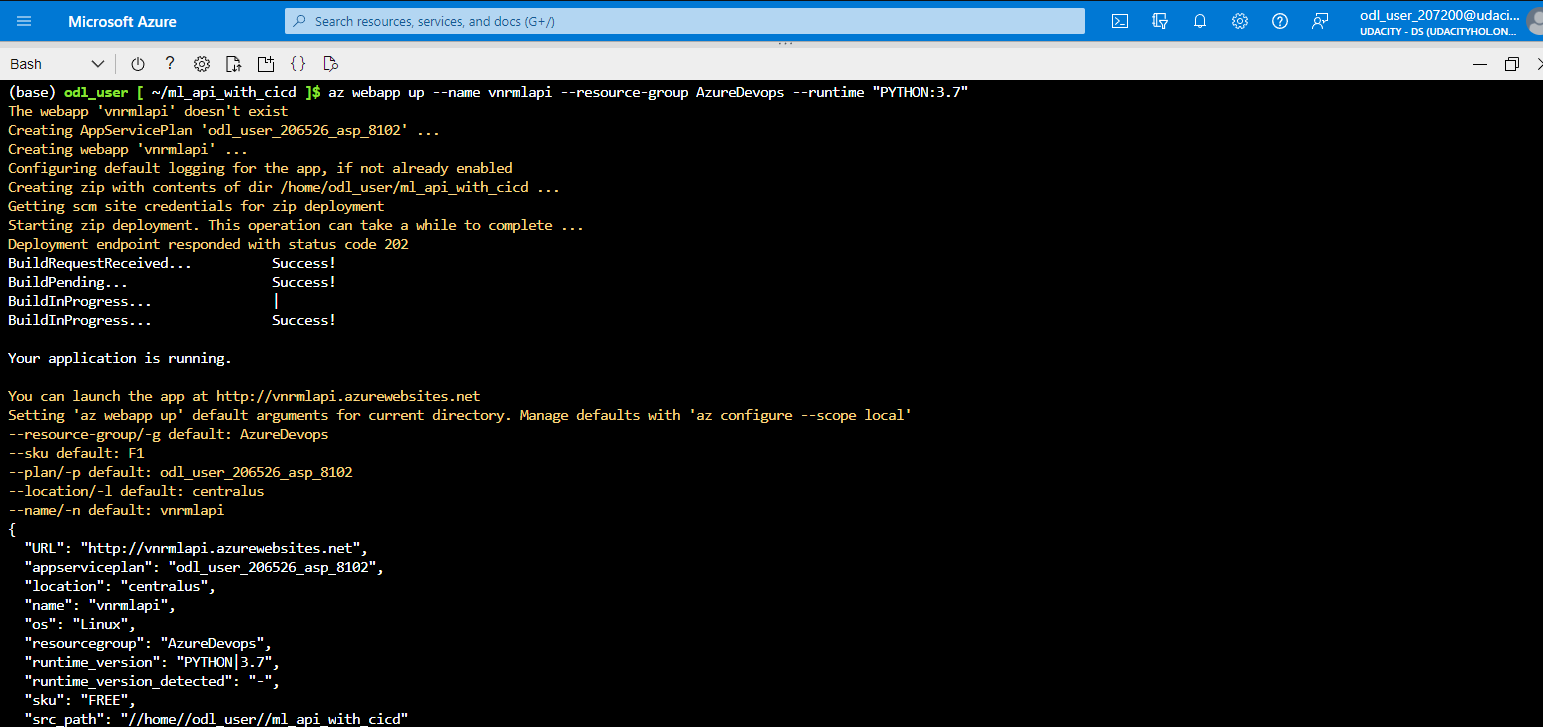 Microsoft Azure
Search resources, services, and docs (G+/)
odl_user_207200@udaci...
UDACITY - DS (UDACITYHOL.ON...
Bash
(base) odl_user [ ~/ml_api_with_cicd ]$ az webapp up --name vnrmlapi --resource-group AzureDevops --runtime "PYTHON:3.7"
The webapp 'vnrmlapi' doesn't exist
Creating AppServicePlan 'odl_user_206526_asp_8102' ...
Creating webapp 'vnrmlapi' ...
Configuring default logging for the app, if not already enabled
Creating zip with contents of dir /home/odl_user/ml_api_with_cicd ...
Getting scm site credentials for zip deployment
Starting zip deployment. This operation can take a while to complete ...
Deployment endpoint responded with status code 202
BuildRequestReceived... Success!
BuildPending... Success!
BuildInProgress... |
BuildInProgress... Success!
Your application is running.
You can launch the app at http://vnrmlapi.azurewebsites.net
Setting 'az webapp up' default arguments for current directory. Manage defaults with 'az configure --scope local'
--resource-group/-g default: AzureDevops
--sku default: F1
--plan/-p default: odl_user_206526_asp_8102
--location/-l default: centralus
--name/-n default: vnrmlapi
{
"URL": "http://vnrmlapi.azurewebsites.net",
"appserviceplan": "odl_user_206526_asp_8102",
"location": "centralus",
"name": "vnrmlapi",
"os": "Linux",
"resourcegroup": "AzureDevops",
"runtime_version": "PYTHON|3.7",
"runtime_version_detected": "-",
"sku": "FREE",
"src_path": "//home//odl_user//ml_api_with_cicd"